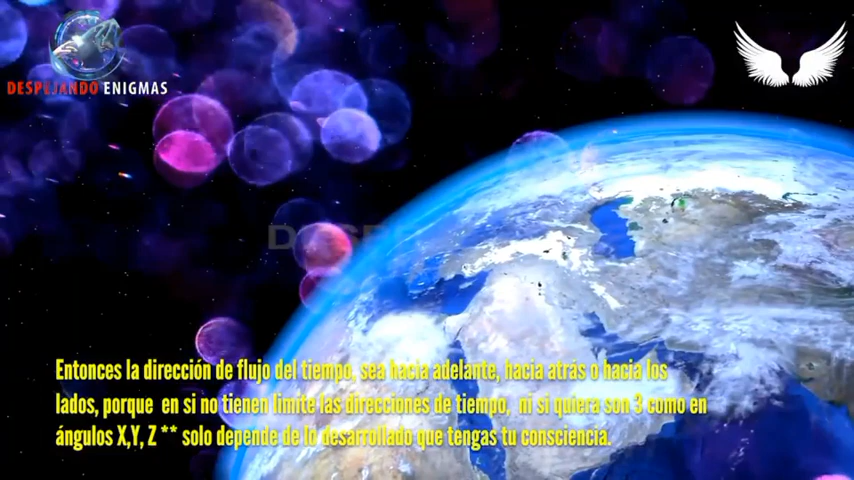 DESPEJANDO ENIGMAS
Entonces la dirección de flujo del tiempo, sea hacia adelante, hacia atrás o hacia los
lados, porque en si no tienen limite las direcciones de tiempo, ni si quiera son 3 como en
ángulos X,Y, Z ** solo depende de lo desarrollado que tengas tu consciencia.